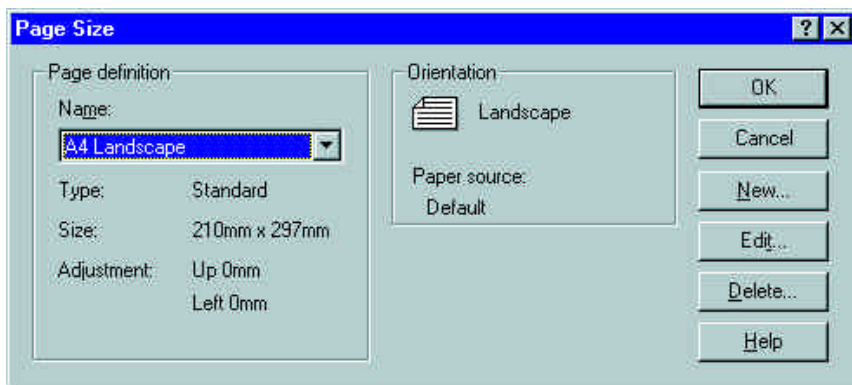 Page Size
Page definition
Name:
A4 Landscape
Type: Standard
Size: 210mm x 297mm
Adjustment: Up 0mm
Left 0mm
Orientation
Landscape
Paper source:
Default
OK
Cancel
New...
Edit...
Delete...
Help